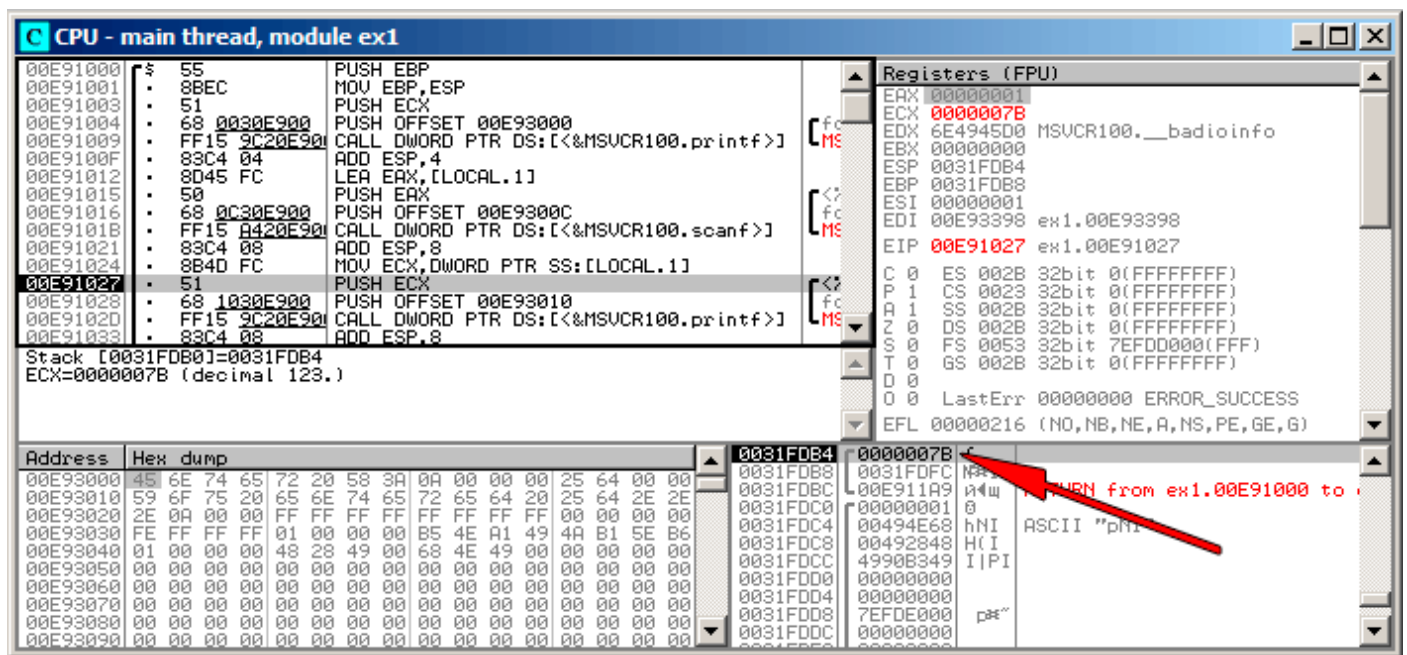 C CPU - main thread, module ex1
00E91000 $ 55 PUSH EBP
00E91001 . 8BEC MOV EBP,ESP
00E91003 . 51 PUSH ECX
00E91004 . 68 0030E900 PUSH OFFSET 00E93000
00E91009 . FF15 9C20E90 CALL DWORD PTR DS:[<&MSVCR100.printf>]
00E9100F . 83C4 04 ADD ESP,4
00E91012 . 8D45 FC LEA EAX,[LOCAL.1]
00E91015 . 50 PUSH EAX
00E91016 . 68 0C30E900 PUSH OFFSET 00E9300C
00E9101B . FF15 A420E90 CALL DWORD PTR DS:[<&MSVCR100.scanf>]
00E91021 . 83C4 08 ADD ESP,8
00E91024 . 8B4D FC MOV ECX,DWORD PTR SS:[LOCAL.1]
00E91027 . 51 PUSH ECX
00E91028 . 68 1030E900 PUSH OFFSET 00E93010
00E9102D . FF15 9C20E90 CALL DWORD PTR DS:[<&MSVCR100.printf>]
00E91033 . 83C4 08 ADD ESP,8
Stack [0031FDB0]=0031FDB4
ECX=0000007B (decimal 123.)
Registers (FPU)
EAX 00000001
ECX 0000007B
EDX 6E4945D0 MSVCR100.__badioinfo
EBX 00000000
ESP 0031FDB4
EBP 0031FDB8
ESI 00000001
EDI 00E93398 ex1.00E93398
EIP 00E91027 ex1.00E91027
C 0 ES 002B 32bit 0(FFFFFFFF)
P 1 CS 0023 32bit 0(FFFFFFFF)
A 1 SS 002B 32bit 0(FFFFFFFF)
Z 0 DS 002B 32bit 0(FFFFFFFF)
S 0 FS 0053 32bit 7EFDD000(FFF)
T 0 GS 002B 32bit 0(FFFFFFFF)
D 0
O 0 LastErr 00000000 ERROR_SUCCESS
EFL 00000216 (NO,NB,NE,A,NS,PE,GE,G)
Address Hex dump
00E93000 45 6E 74 65 72 20 58 3A 0A 00 00 00 25 64 00 00
00E93010 59 6F 75 20 65 6E 74 65 72 65 64 20 25 64 2E 2E
00E93020 2E 0A 00 00 FF FF FF FF FF FF FF FF 00 00 00 00
00E93030 FE FF FF FF 01 00 00 00 B5 4E A1 49 4A B1 5E B6
00E93040 01 00 00 00 48 28 49 00 68 4E 49 00 00 00 00 00
00E93050 00 00 00 00 00 00 00 00 00 00 00 00 00 00 00 00
00E93060 00 00 00 00 00 00 00 00 00 00 00 00 00 00 00 00
00E93070 00 00 00 00 00 00 00 00 00 00 00 00 00 00 00 00
00E93080 00 00 00 00 00 00 00 00 00 00 00 00 00 00 00 00
00E93090 00 00 00 00 00 00 00 00 00 00 00 00 00 00 00 00
0031FDB4 0000007B {
0031FDB8 0031FDFC
0031FDBC 00E911A9 RETURN from ex1.00E91000 to
0031FDC0 00000001
0031FDC4 00494E68 hNI ASCII "pNI"
0031FDC8 00492848 H(I
0031FDCC 4990B349 I|PI
0031FDD0 00000000
0031FDD4 00000000
0031FDD8 7EFDE000
0031FDDC 00000000